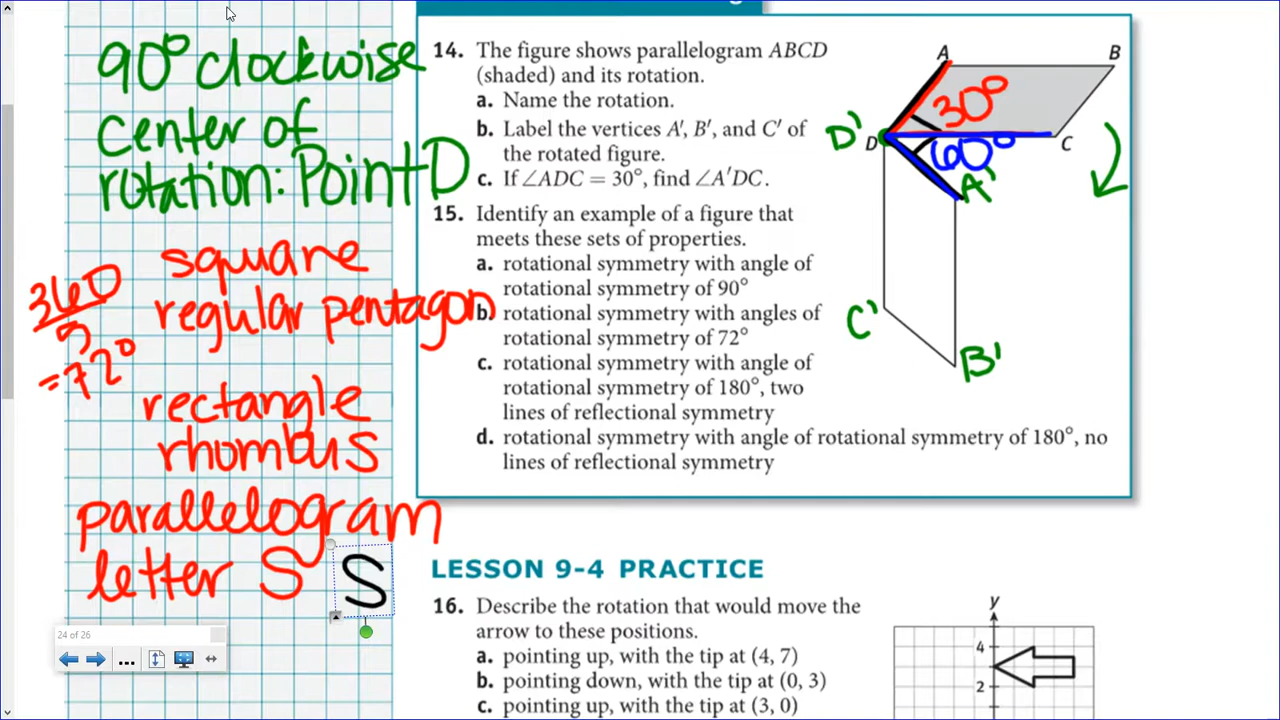 90° clockwise
center of
rotation: Point D
square
360/5
= 72°
regular pentagon
rectangle
rhombus
parallelogram
letter S S
24 of 26
14. The figure shows parallelogram ABCD
(shaded) and its rotation.
a. Name the rotation.
b. Label the vertices A′, B′, and C′ of
the rotated figure.
c. If ∠ADC = 30°, find ∠A′DC.
15. Identify an example of a figure that
meets these sets of properties.
a. rotational symmetry with angle of
rotational symmetry of 90°
b. rotational symmetry with angles of
rotational symmetry of 72°
c. rotational symmetry with angle of
rotational symmetry of 180°, two
lines of reflectional symmetry
d. rotational symmetry with angle of rotational symmetry of 180°, no
lines of reflectional symmetry
A
B
30°
D'
D
60°
C
A'
C'
B'
LESSON 9-4 PRACTICE
16. Describe the rotation that would move the
arrow to these positions.
a. pointing up, with the tip at (4, 7)
b. pointing down, with the tip at (0, 3)
c. pointing up, with the tip at (3, 0)
y
4
2